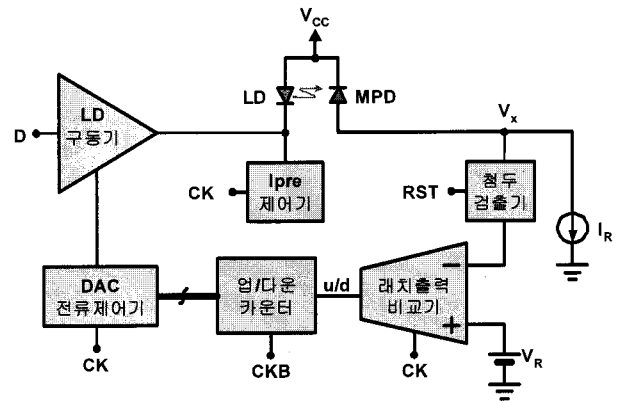 V_CC
LD
MPD
LD
구동기
D
V_x
Ipre
제어기
CK
첨두
검출기
RST
I_R
DAC
전류제어기
업/다운
카운터
u/d
래치출력
비교기
−
+
V_R
CK
CKB
CK